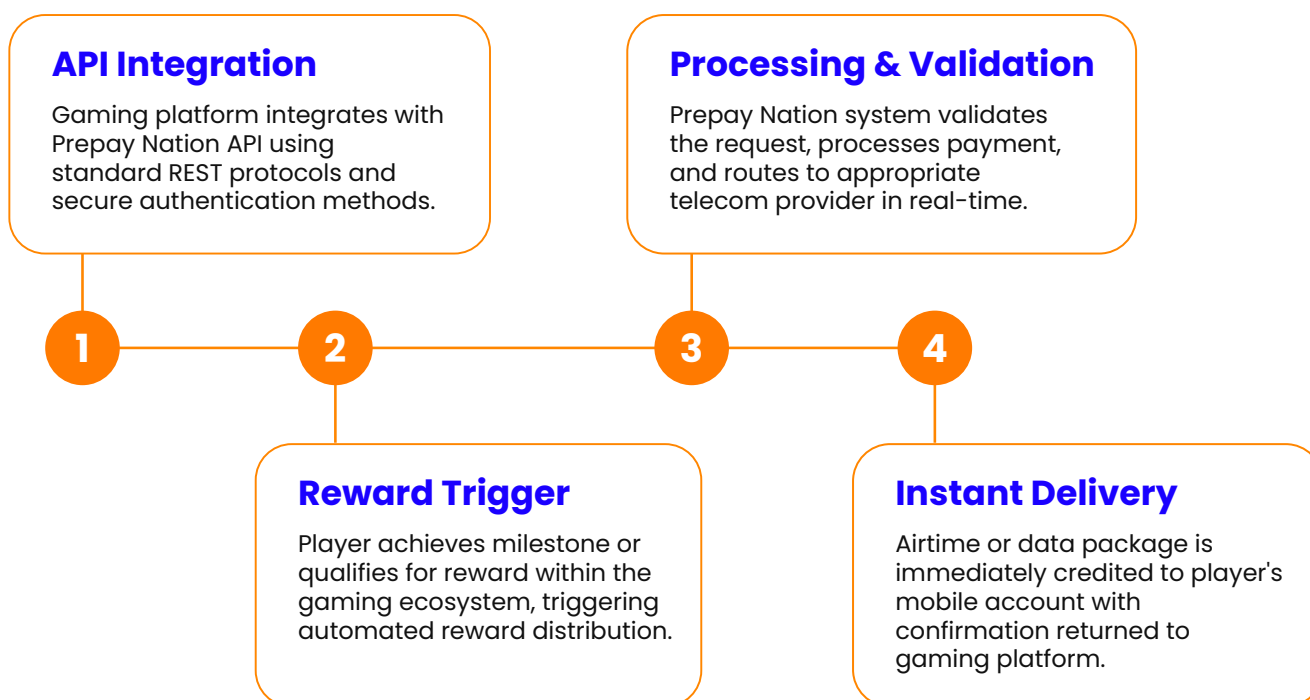 API Integration
Gaming platform integrates with
Prepay Nation API using
standard REST protocols and
secure authentication methods.
Processing & Validation
Prepay Nation system validates
the request, processes payment,
and routes to appropriate
telecom provider in real-time.
1
2
3
4
Reward Trigger
Player achieves milestone or
qualifies for reward within the
gaming ecosystem, triggering
automated reward distribution.
Instant Delivery
Airtime or data package is
immediately credited to player's
mobile account with
confirmation returned to
gaming platform.